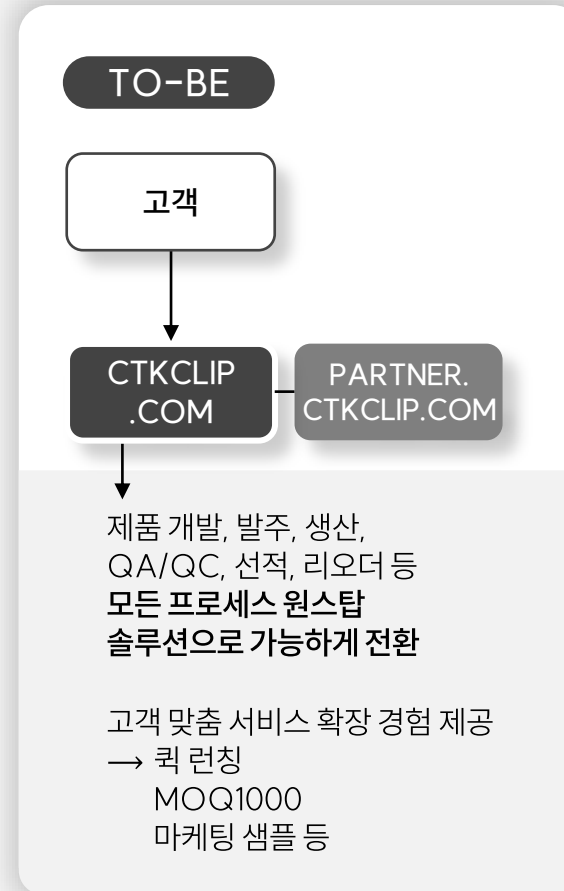 TO-BE
고객
CTKCLIP
.COM
PARTNER.
CTKCLIP.COM
제품 개발, 발주, 생산,
QA/QC, 선적, 리오더 등
모든 프로세스 원스탑
솔루션으로 가능하게 전환
고객 맞춤 서비스 확장 경험 제공
→ 퀵 런칭
MOQ1000
마케팅 샘플 등